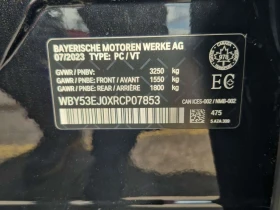 BAYERISCHE MOTOREN WERKE AG
07/2023 TYPE: PC / VT
GVWR / PNBV: 3250 kg
GAWR / PNBE: FRONT / AVANT 1550 kg
GAWR / PNBE: REAR / ARRIERE 1800 kg
WBY53EJ0XRCP07853
EC
CAN ICES-002 / NMB-002
475